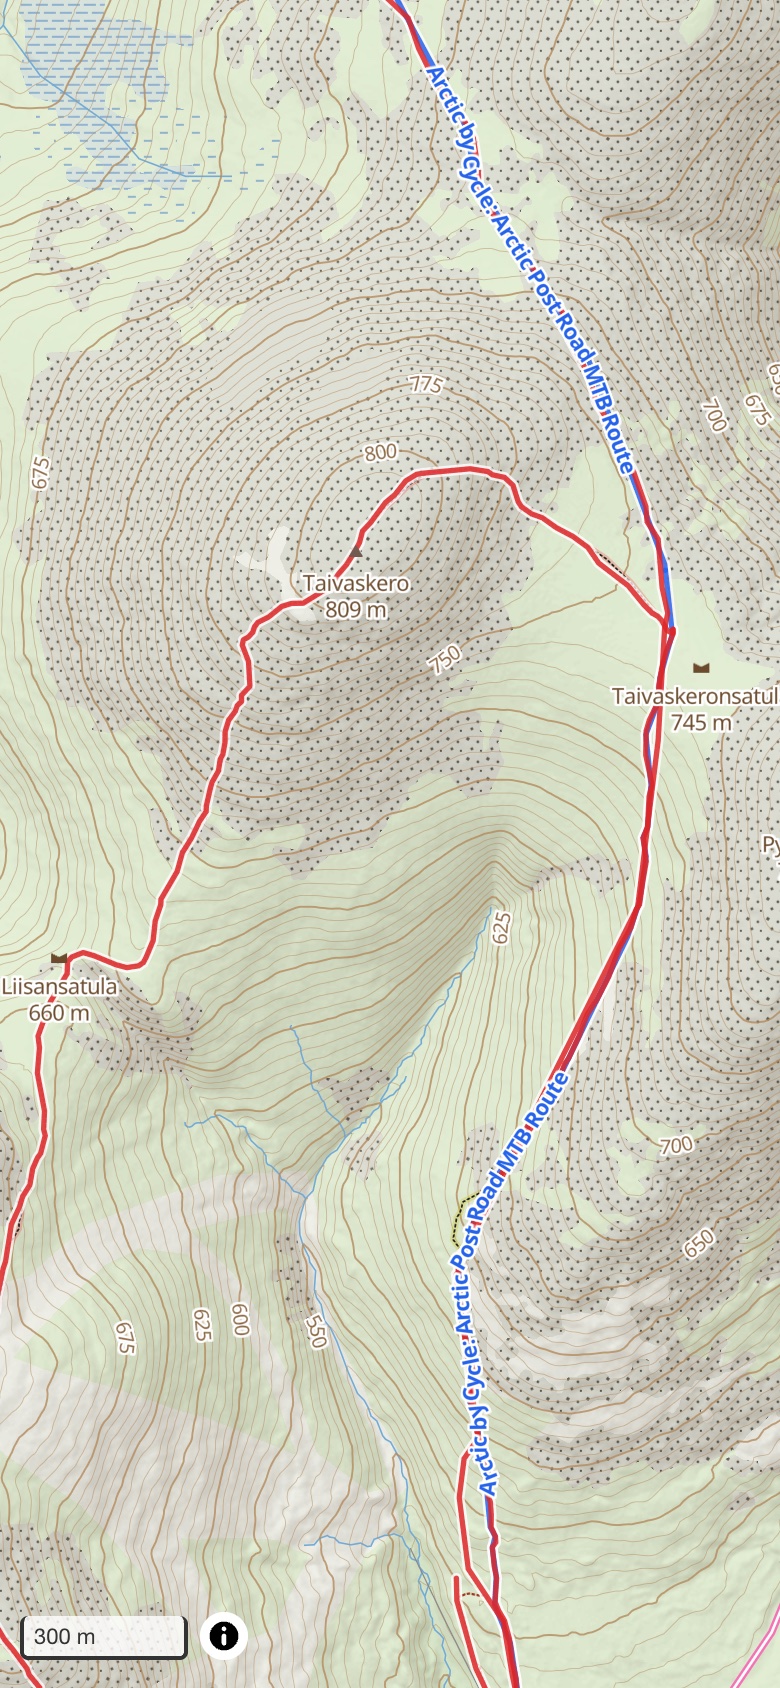 Arctic by Cycle: Arctic Post Road MTB Route
775
675
700
675
800
Taivaskero
809 m
750
Taivaskeronsatul
745 m
Py
625
Liisansatula
660 m
Arctic by Cycle: Arctic Post Road MTB Route
700
650
675
625
600
550
300 m